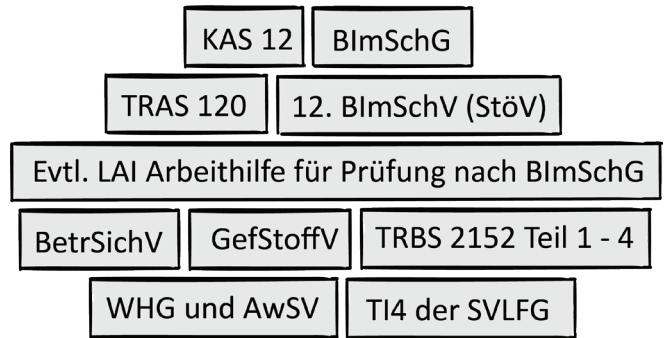 KAS 12 BImSchG
TRAS 120 12. BImSchV (StöV)
Evtl. LAI Arbeithilfe für Prüfung nach BImSchG
BetrSichV GefStoffV TRBS 2152 Teil 1 - 4
WHG und AwSV TI4 der SVLFG